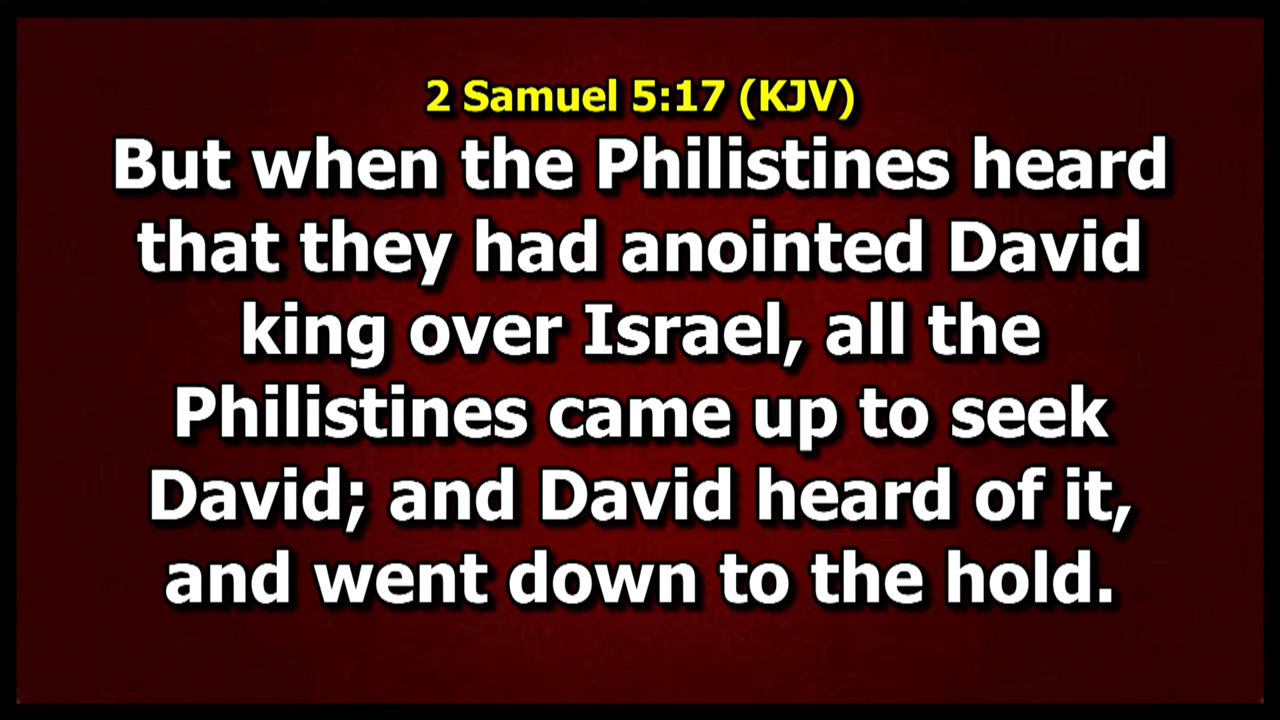 2 Samuel 5:17 (KJV)
But when the Philistines heard
that they had anointed David
king over Israel, all the
Philistines came up to seek
David; and David heard of it,
and went down to the hold.